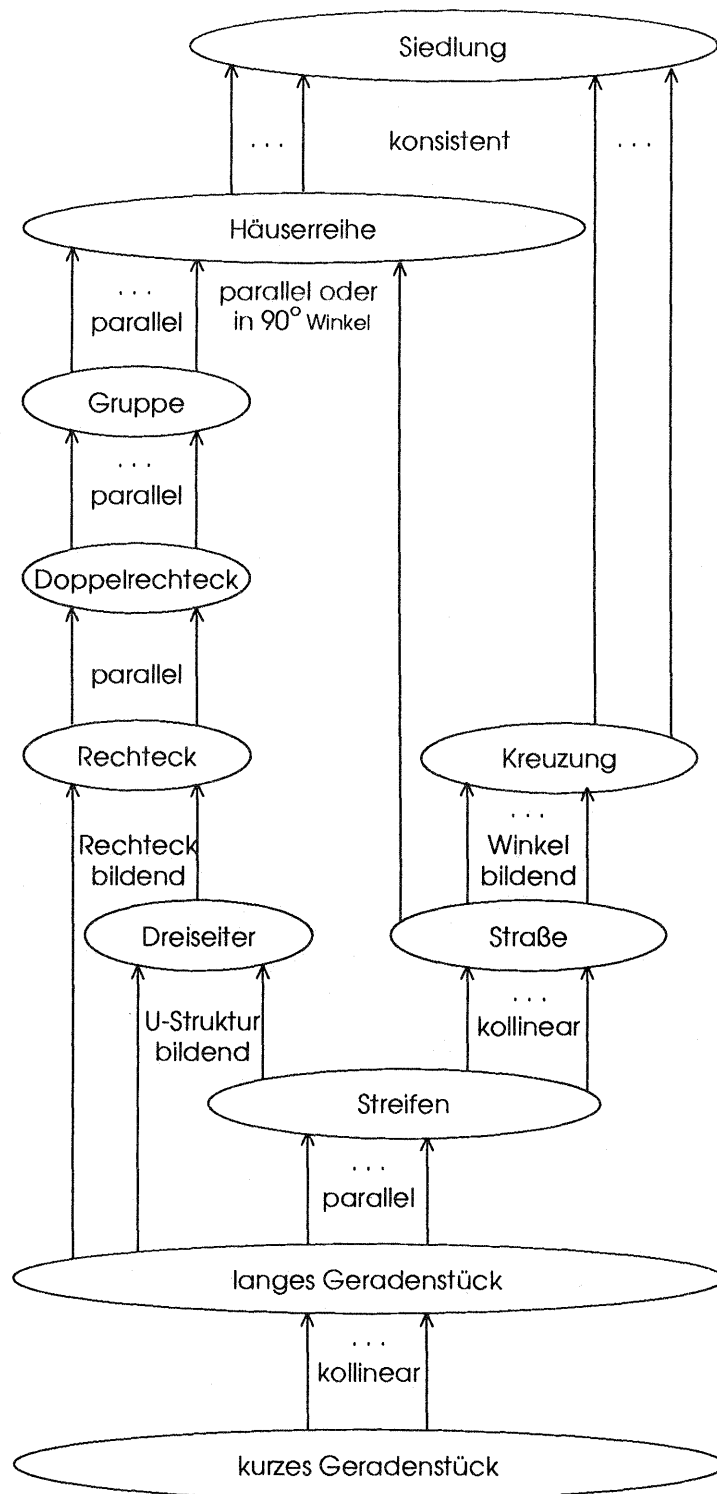 Siedlung
. . .
konsistent
. . .
Häuserreihe
. . .
parallel
parallel oder
in 90° Winkel
Gruppe
. . .
parallel
Doppelrechteck
parallel
Rechteck
Kreuzung
Rechteck
bildend
. . .
Winkel
bildend
Dreiseiter
Straße
U-Struktur
bildend
. . .
kollinear
Streifen
. . .
parallel
langes Geradenstück
. . .
kollinear
kurzes Geradenstück